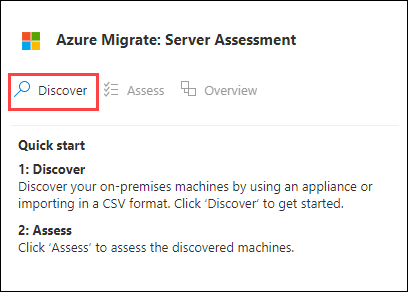 Azure Migrate: Server Assessment
Discover Assess Overview
Quick start
1: Discover
Discover your on-premises machines by using an appliance or
importing in a CSV format. Click ‘Discover’ to get started.
2: Assess
Click ‘Assess’ to assess the discovered machines.